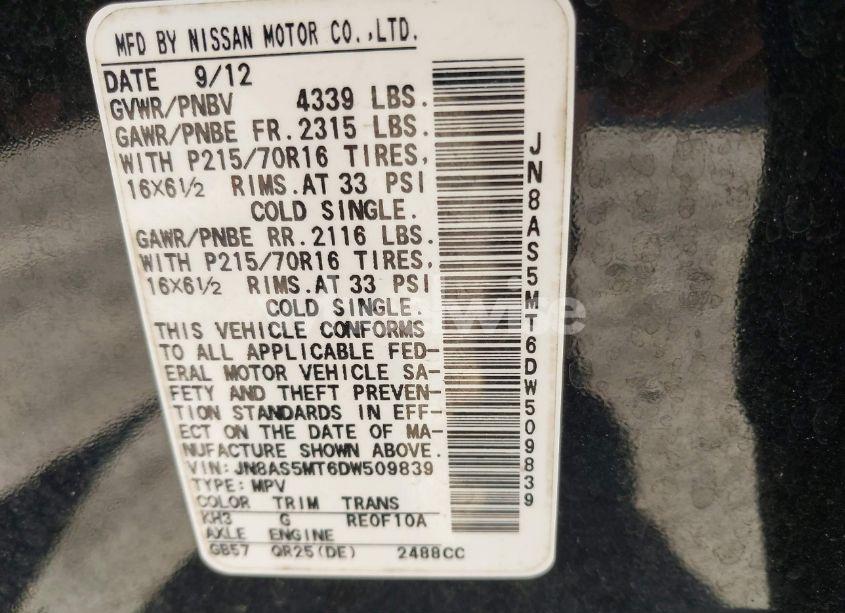 MFD BY NISSAN MOTOR CO.,LTD.
DATE 9/12
GVWR/PNBV 4339 LBS.
GAWR/PNBE FR. 2315 LBS.
WITH P215/70R16 TIRES,
16X6½ RIMS. AT 33 PSI
COLD SINGLE.
GAWR/PNBE RR. 2116 LBS.
WITH P215/70R16 TIRES,
16X6½ RIMS. AT 33 PSI
COLD SINGLE.
THIS VEHICLE CONFORMS
TO ALL APPLICABLE FED-
ERAL MOTOR VEHICLE SA-
FETY AND THEFT PREVEN-
TION STANDARDS IN EFF-
ECT ON THE DATE OF MA-
NUFACTURE SHOWN ABOVE.
VIN: JN8AS5MT6DW509839
TYPE: MPV
COLOR TRIM TRANS
KH3 G RE0F10A
AXLE ENGINE
GB57 QR25(DE) 2488CC
JN8AS5MT6DW509839